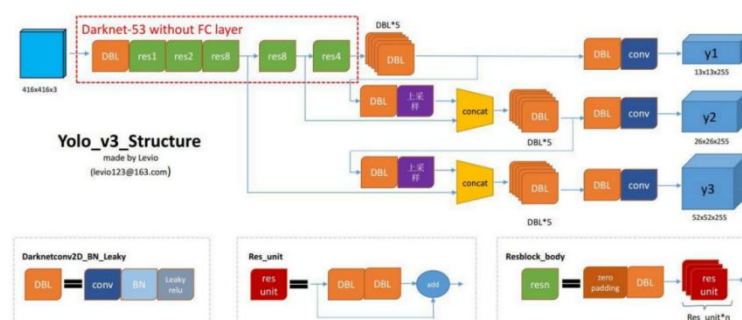 Darknet-53 without FC layer
DBL*5
DBL
res1
res2
res8
res8
res4
DBL
DBL
conv
y1
13x13x255
416x416x3
DBL
上采样
concat
DBL
DBL
conv
y2
26x26x255
DBL*5
Yolo_v3_Structure
made by Levio
(levio123@163.com)
DBL
上采样
concat
DBL
DBL
conv
y3
52x52x255
DBL*5
Darknetconv2D_BN_Leaky
DBL
=
conv
BN
Leaky
relu
Res_unit
res
unit
=
DBL
DBL
add
Resblock_body
resn
=
zero
padding
DBL
res
unit
Res_unit*n